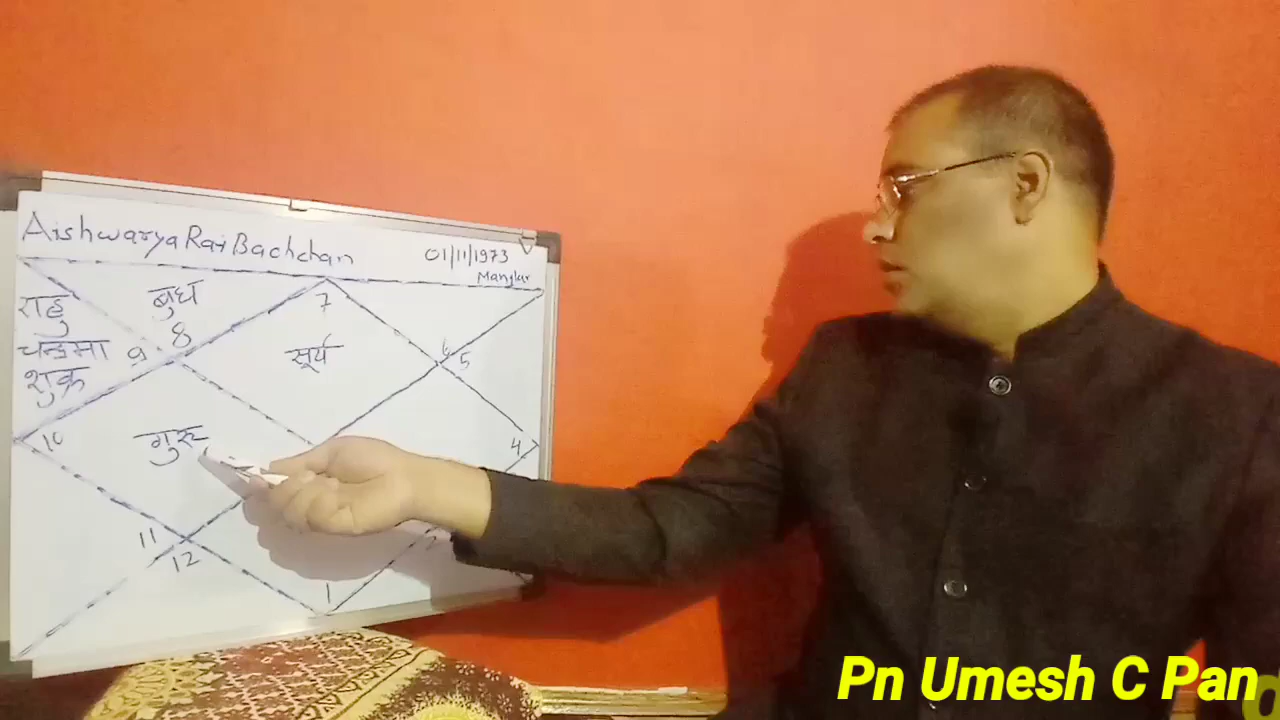 Aishwarya Rai Bachchan
01/11/1973
Manglur
राहु
चन्द्रमा
शुक्र
9
बुध
8
7
सूर्य
6
5
10
गुरु
4
11
12
1
Pn Umesh C Pan